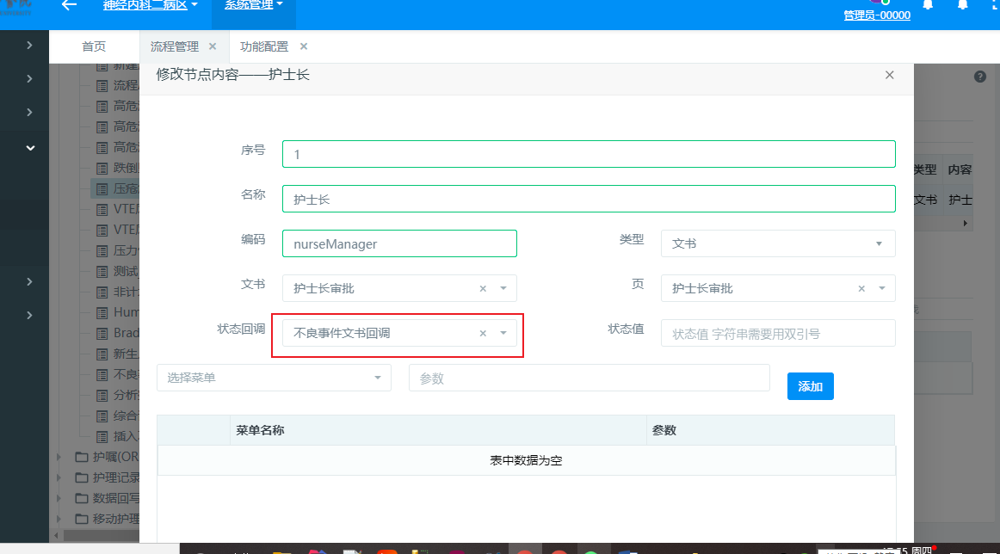 神经内科二病区
系统管理
管理员-00000
首页
流程管理 ×
功能配置 ×
修改节点内容——护士长
新建
流程
高危
高危
高危
跌倒
VTE
VTE
压力
测试
非计
Hum
Brad
新生
不良
分析
综合
插入
护嘱(OR
护理记录
数据回写
移动护理
序号
1
名称
护士长
编码
nurseManager
类型
文书
文书
护士长审批
页
护士长审批
状态回调
不良事件文书回调
状态值
状态值 字符串需要用双引号
选择菜单
参数
添加
菜单名称
参数
表中数据为空
类型
内容
文书
护士